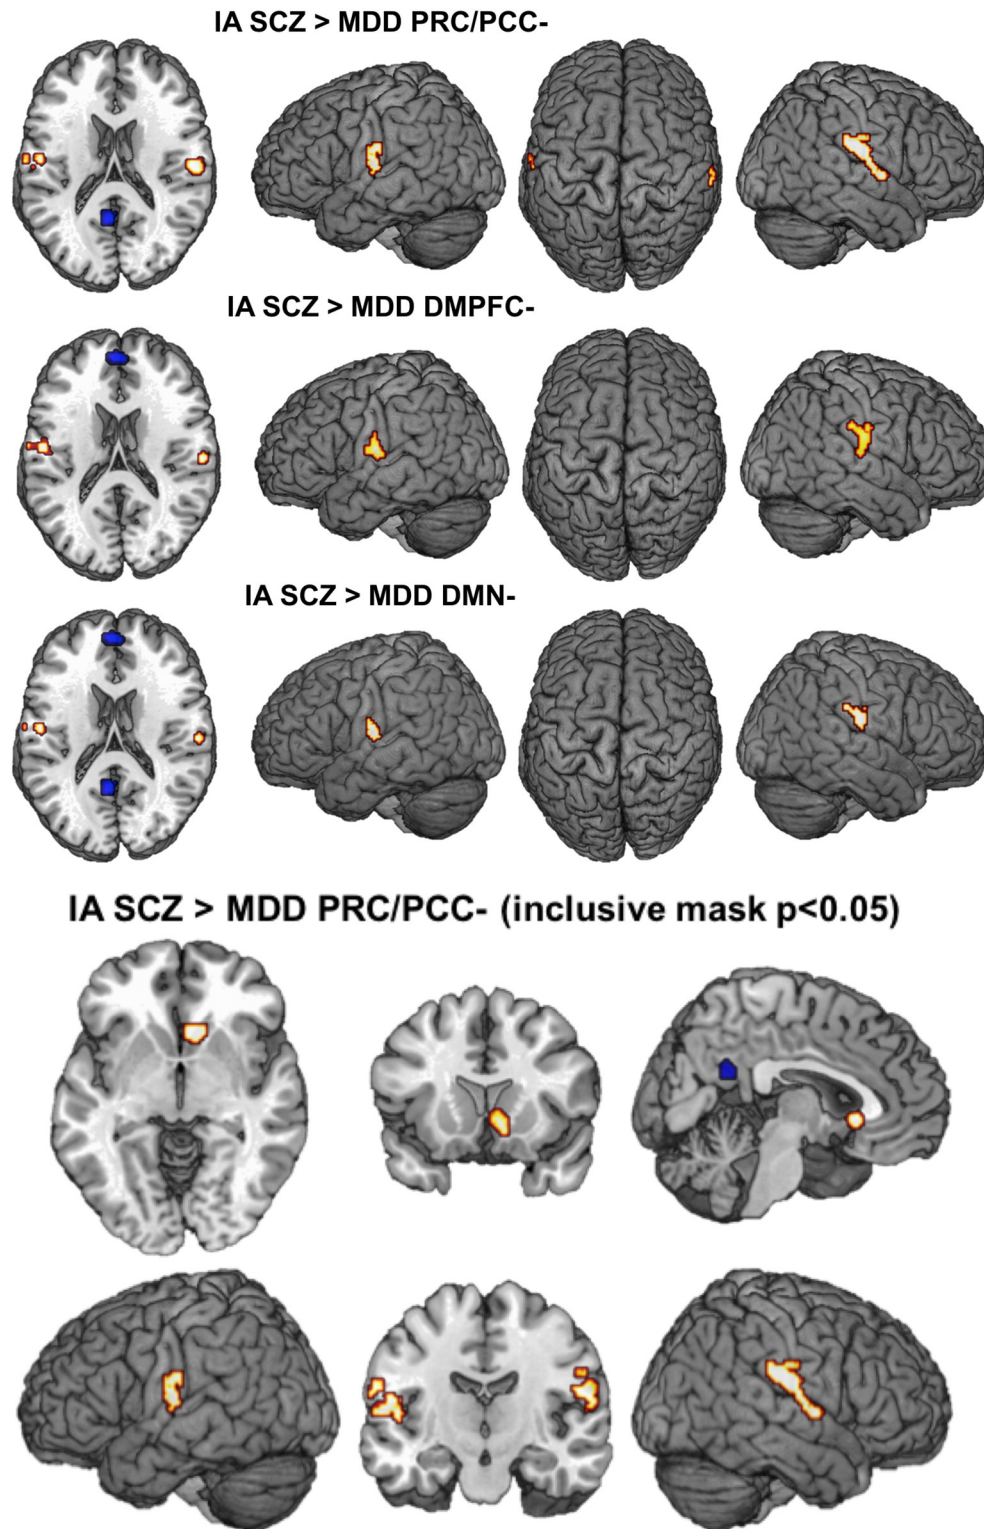 IA SCZ > MDD PRC/PCC-
IA SCZ > MDD DMPFC-
IA SCZ > MDD DMN-
IA SCZ > MDD PRC/PCC- (inclusive mask p<0.05)